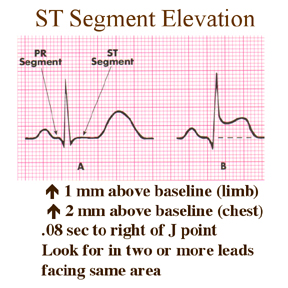 ST Segment Elevation
PR Segment
ST Segment
A
B
↑ 1 mm above baseline (limb)
↑ 2 mm above baseline (chest)
.08 sec to right of J point
Look for in two or more leads
facing same area